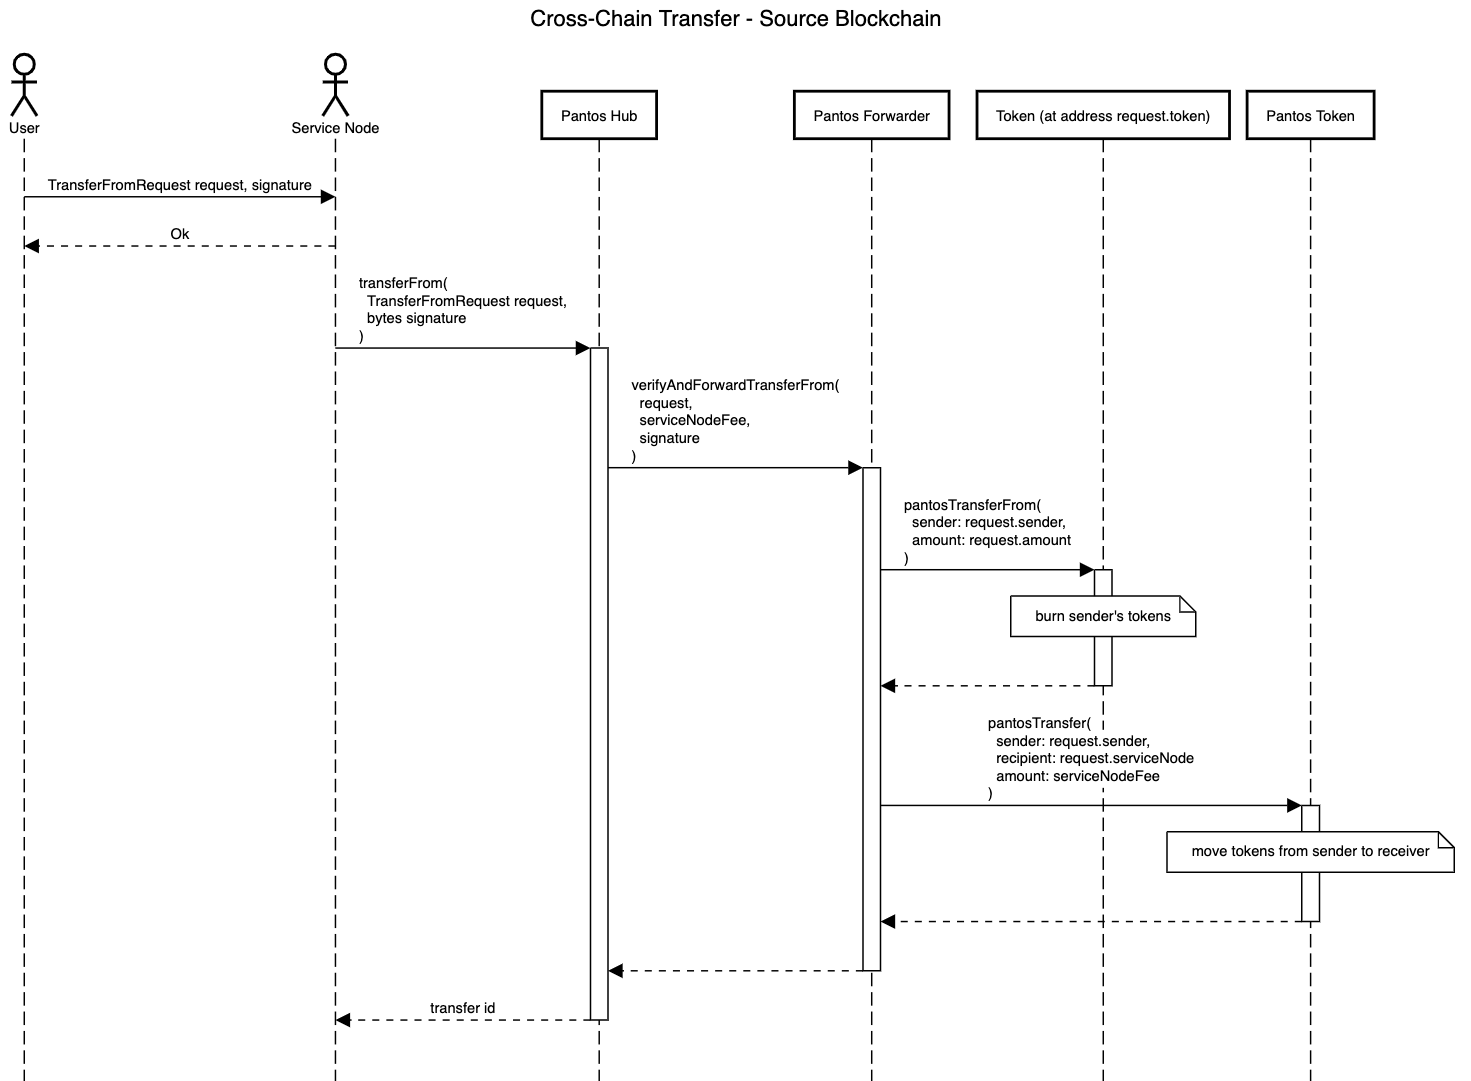 Cross-Chain Transfer - Source Blockchain
User
Service Node
Pantos Hub
Pantos Forwarder
Token (at address request.token)
Pantos Token
TransferFromRequest request, signature
Ok
transferFrom(
TransferFromRequest request,
bytes signature
)
verifyAndForwardTransferFrom(
request,
serviceNodeFee,
signature
)
pantosTransferFrom(
sender: request.sender,
amount: request.amount
)
burn sender's tokens
pantosTransfer(
sender: request.sender,
recipient: request.serviceNode
amount: serviceNodeFee
)
move tokens from sender to receiver
transfer id